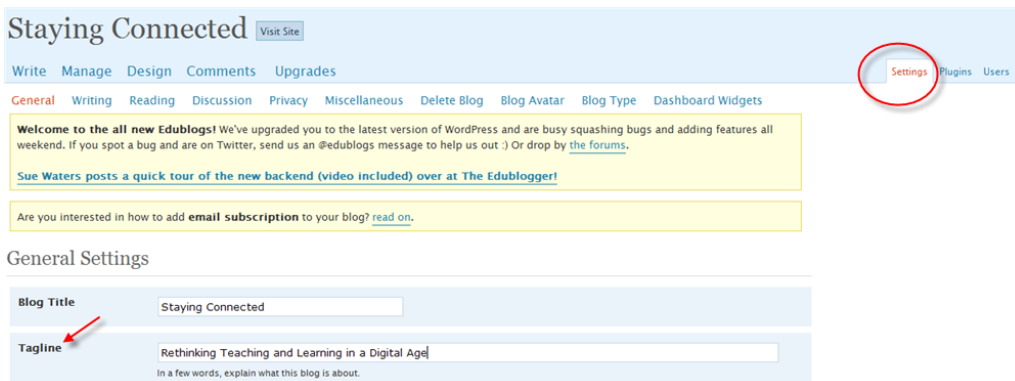 Staying Connected Visit Site
Write Manage Design Comments Upgrades Settings Plugins Users
General Writing Reading Discussion Privacy Miscellaneous Delete Blog Blog Avatar Blog Type Dashboard Widgets
Welcome to the all new Edublogs! We've upgraded you to the latest version of WordPress and are busy squashing bugs and adding features all
weekend. If you spot a bug and are on Twitter, send us an @edublogs message to help us out :) Or drop by the forums.
Sue Waters posts a quick tour of the new backend (video included) over at The Edublogger!
Are you interested in how to add email subscription to your blog? read on.
General Settings
Blog Title Staying Connected
Tagline Rethinking Teaching and Learning in a Digital Age
In a few words, explain what this blog is about.